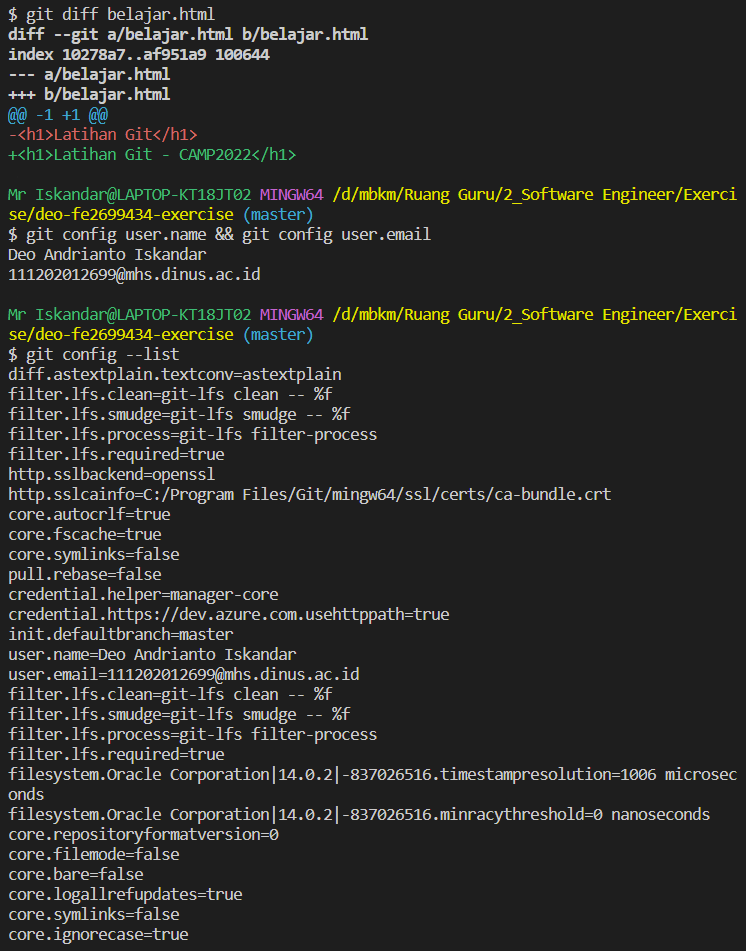 $ git diff belajar.html
diff --git a/belajar.html b/belajar.html
index 10278a7..af951a9 100644
--- a/belajar.html
+++ b/belajar.html
@@ -1 +1 @@
-<h1>Latihan Git</h1>
+<h1>Latihan Git - CAMP2022</h1>
Mr Iskandar@LAPTOP-KT18JT02 MINGW64 /d/mbkm/Ruang Guru/2_Software Engineer/Exerci
se/deo-fe2699434-exercise (master)
$ git config user.name && git config user.email
Deo Andrianto Iskandar
111202012699@mhs.dinus.ac.id
Mr Iskandar@LAPTOP-KT18JT02 MINGW64 /d/mbkm/Ruang Guru/2_Software Engineer/Exerci
se/deo-fe2699434-exercise (master)
$ git config --list
diff.astextplain.textconv=astextplain
filter.lfs.clean=git-lfs clean -- %f
filter.lfs.smudge=git-lfs smudge -- %f
filter.lfs.process=git-lfs filter-process
filter.lfs.required=true
http.sslbackend=openssl
http.sslcainfo=C:/Program Files/Git/mingw64/ssl/certs/ca-bundle.crt
core.autocrlf=true
core.fscache=true
core.symlinks=false
pull.rebase=false
credential.helper=manager-core
credential.https://dev.azure.com.usehttppath=true
init.defaultbranch=master
user.name=Deo Andrianto Iskandar
user.email=111202012699@mhs.dinus.ac.id
filter.lfs.clean=git-lfs clean -- %f
filter.lfs.smudge=git-lfs smudge -- %f
filter.lfs.process=git-lfs filter-process
filter.lfs.required=true
filesystem.Oracle Corporation|14.0.2|-837026516.timestampresolution=1006 microsec
onds
filesystem.Oracle Corporation|14.0.2|-837026516.minracythreshold=0 nanoseconds
core.repositoryformatversion=0
core.filemode=false
core.bare=false
core.logallrefupdates=true
core.symlinks=false
core.ignorecase=true